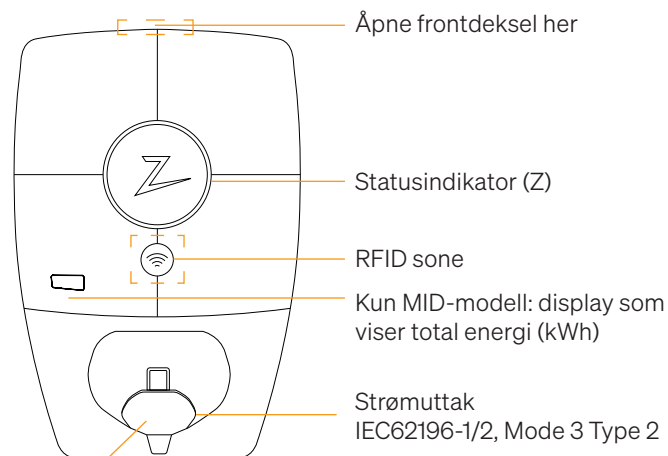 Åpne frontdeksel her
Statusindikator (Z)
RFID sone
Kun MID-modell: display som
viser total energi (kWh)
Strømuttak
IEC62196-1/2, Mode 3 Type 2